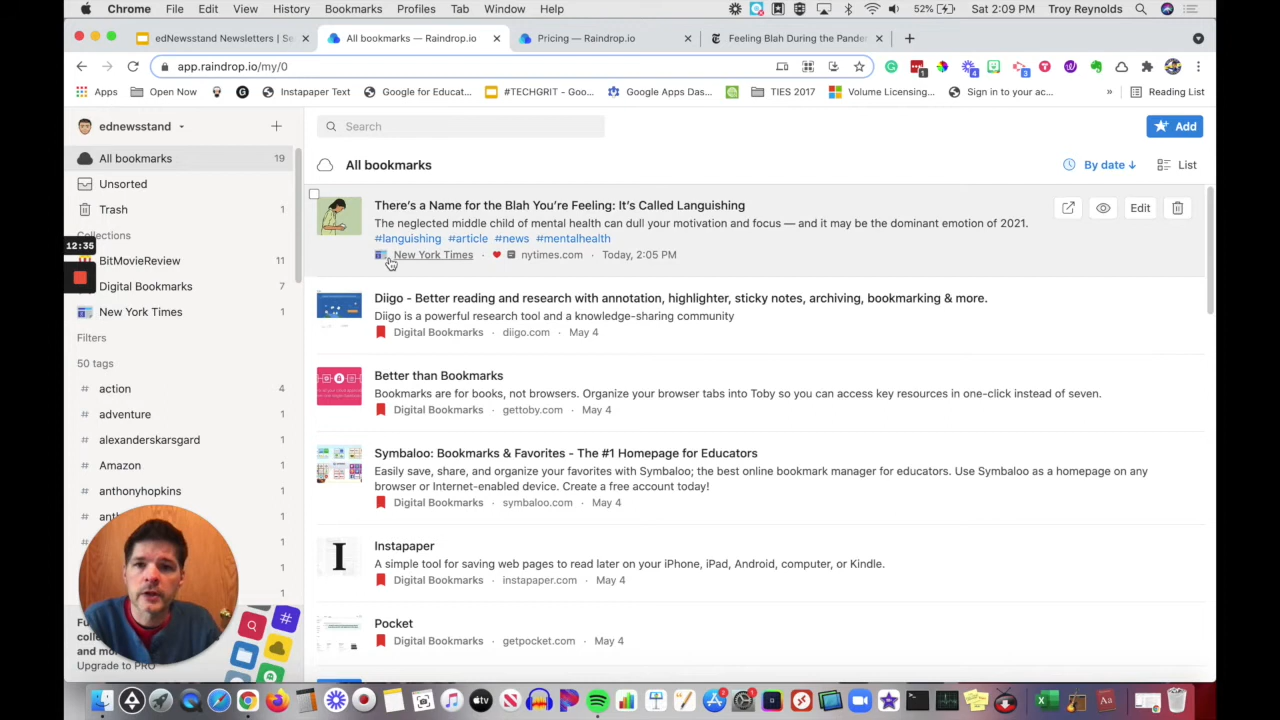 Chrome File Edit View History Bookmarks Profiles Tab Window Help 52% Sat 2:09 PM Troy Reynolds
edNewsstand Newsletters | Se × All bookmarks — Raindrop.io × Pricing — Raindrop.io × Feeling Blah During the Pander ×
app.raindrop.io/my/0
Apps Open Now Instapaper Text Google for Educat... #TECHGRIT - Goo... Google Apps Das... TIES 2017 Volume Licensing... Sign in to your ac... » Reading List
ednewsstand
Search
Add
All bookmarks 19
All bookmarks
By date ↓ List
Unsorted
Trash 1
Collections
12:35
BitMovieReview 11
Digital Bookmarks 7
New York Times 1
Filters
50 tags
# action 4
# adventure 1
# alexanderskarsgard 1
# Amazon 1
# anthonyhopkins 1
1
1
1
and mo
Upgrade to PRO
There's a Name for the Blah You're Feeling: It's Called Languishing
The neglected middle child of mental health can dull your motivation and focus — and it may be the dominant emotion of 2021.
#languishing #article #news #mentalhealth
New York Times · nytimes.com · Today, 2:05 PM
Edit
Diigo - Better reading and research with annotation, highlighter, sticky notes, archiving, bookmarking & more.
Diigo is a powerful research tool and a knowledge-sharing community
Digital Bookmarks · diigo.com · May 4
Better than Bookmarks
Bookmarks are for books, not browsers. Organize your browser tabs into Toby so you can access key resources in one-click instead of seven.
Digital Bookmarks · gettoby.com · May 4
Symbaloo: Bookmarks & Favorites - The #1 Homepage for Educators
Easily save, share, and organize your favorites with Symbaloo; the best online bookmark manager for educators. Use Symbaloo as a homepage on any
browser or Internet-enabled device. Create a free account today!
Digital Bookmarks · symbaloo.com · May 4
Instapaper
A simple tool for saving web pages to read later on your iPhone, iPad, Android, computer, or Kindle.
Digital Bookmarks · instapaper.com · May 4
Pocket
Digital Bookmarks · getpocket.com · May 4